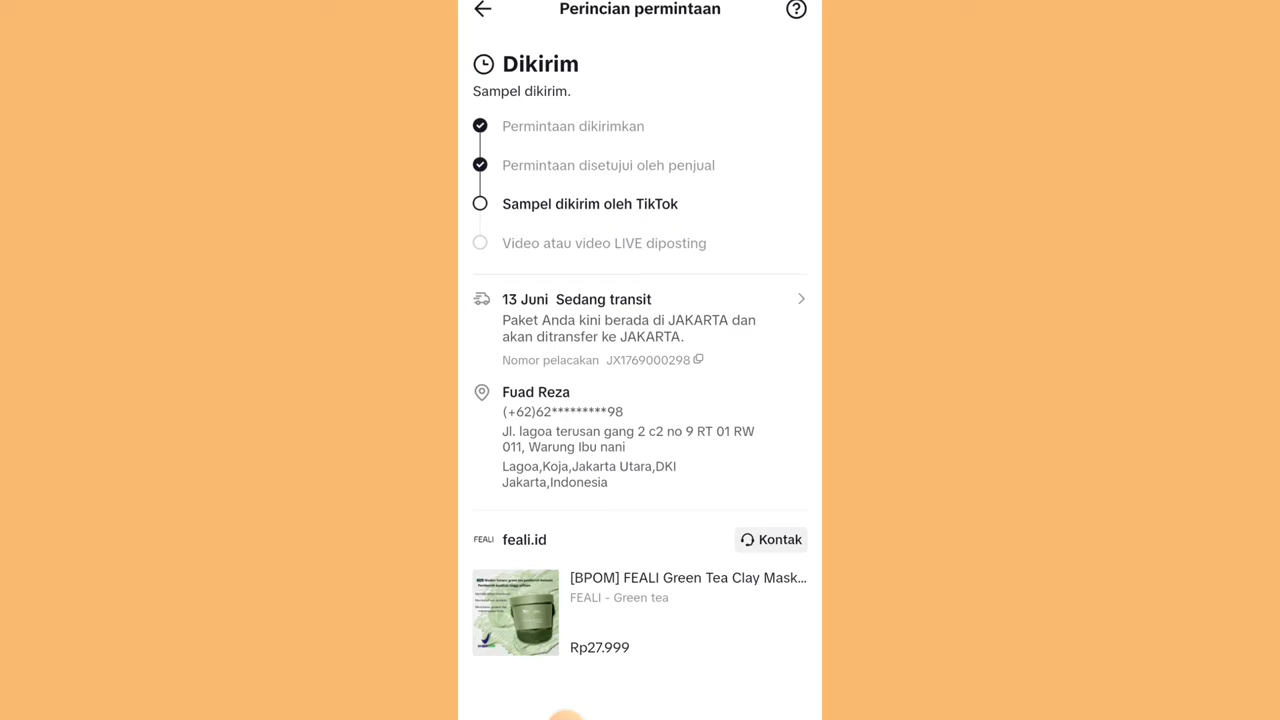 Perincian permintaan
Dikirim
Sampel dikirim.
Permintaan dikirimkan
Permintaan disetujui oleh penjual
Sampel dikirim oleh TikTok
Video atau video LIVE diposting
13 Juni Sedang transit
Paket Anda kini berada di JAKARTA dan
akan ditransfer ke JAKARTA.
Nomor pelacakan JX1769000298
Fuad Reza
(+62)62*********98
Jl. lagoa terusan gang 2 c2 no 9 RT 01 RW
011, Warung Ibu nani
Lagoa,Koja,Jakarta Utara,DKI
Jakarta,Indonesia
FEALI feali.id
Kontak
[BPOM] FEALI Green Tea Clay Mask...
FEALI - Green tea
Rp27.999